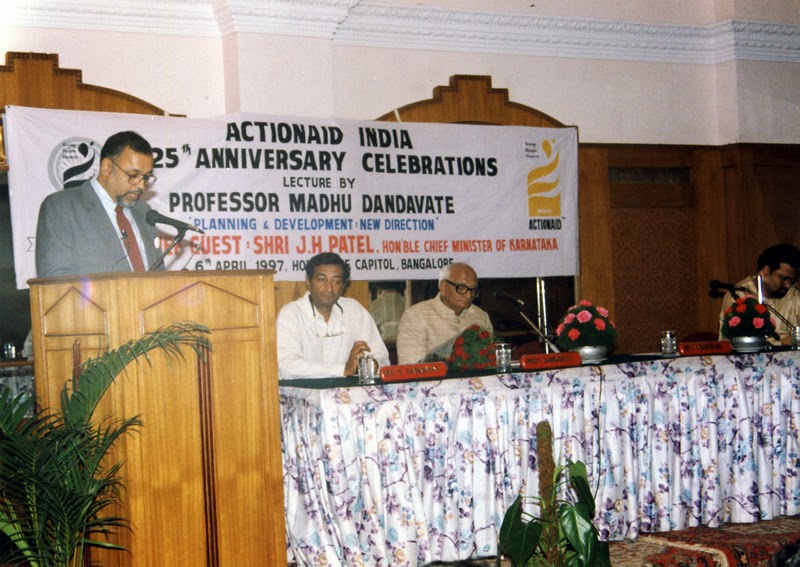 ACTIONAID INDIA
25th ANNIVERSARY CELEBRATIONS
LECTURE BY
PROFESSOR MADHU DANDAVATE
'PLANNING & DEVELOPMENT: NEW DIRECTION'
GUEST: SHRI J.H PATEL. HON'BLE CHIEF MINISTER OF KARNATAKA
6th APRIL 1997. CAPITOL, BANGALORE
ACTIONAID